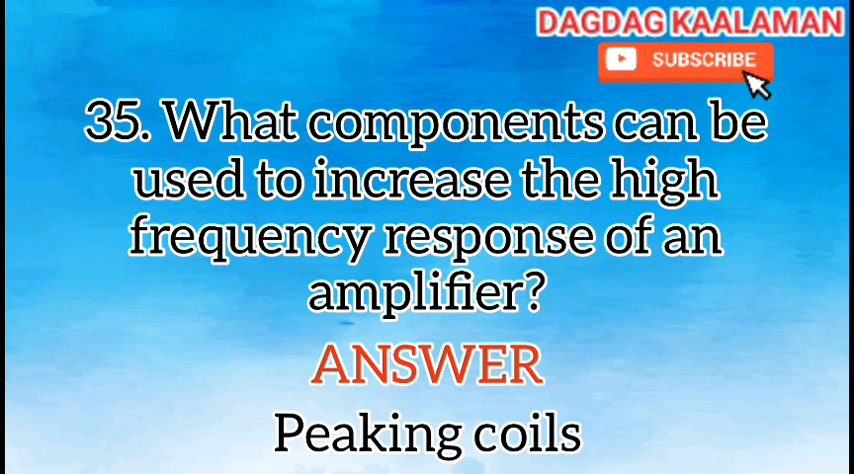 DAGDAG KAALAMAN
SUBSCRIBE
35. What components can be
used to increase the high
frequency response of an
amplifier?
ANSWER
Peaking coils